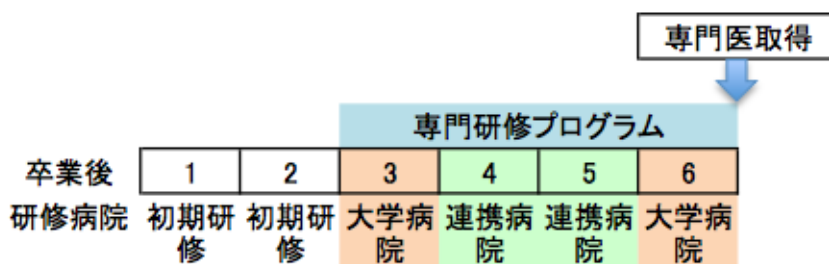 専門医取得
専門研修プログラム
卒業後 1 2 3 4 5 6
研修病院 初期研修 初期研修 大学病院 連携病院 連携病院 大学病院